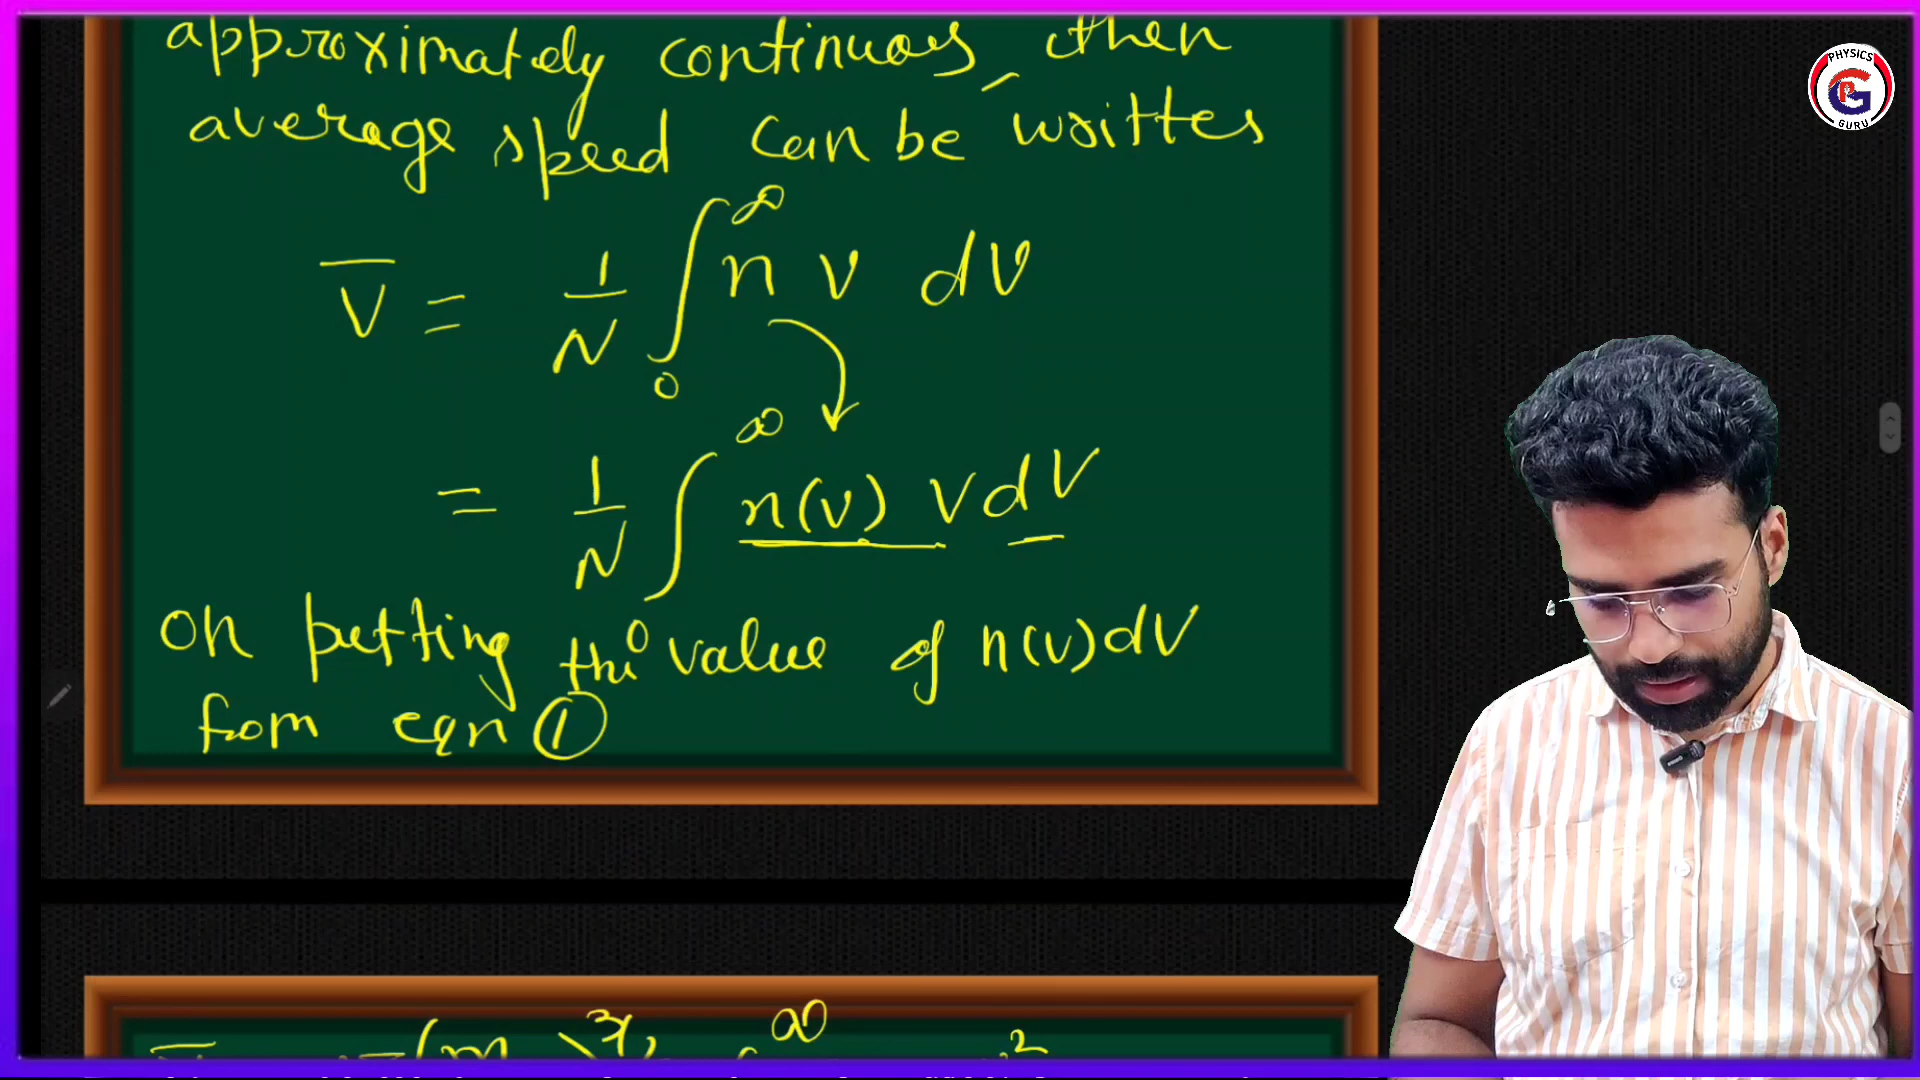 approximately continuous, then
average speed can be writtes
V̄ = 1/N ∫₀^∞ n v dv
= 1/N ∫₀^∞ n(v) v dv
on putting the value of n(v)dv
from eqn ①
∞
PHYSICS
GURU